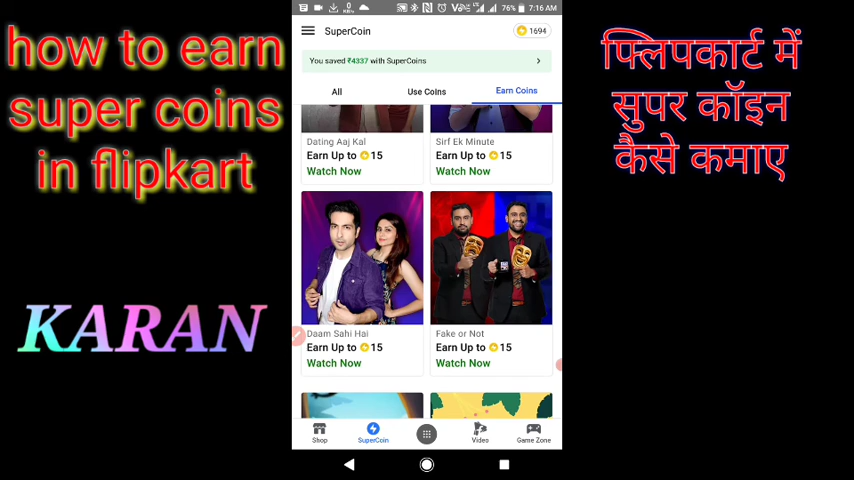 how to earn
super coins
in flipkart
KARAN
76% 7:16 AM
SuperCoin
1694
You saved ₹4337 with SuperCoins
All Use Coins Earn Coins
Dating Aaj Kal
Earn Up to 15
Watch Now
Sirf Ek Minute
Earn Up to 15
Watch Now
Daam Sahi Hai
Earn Up to 15
Watch Now
Fake or Not
Earn Up to 15
Watch Now
Shop SuperCoin Video Game Zone
फ्लिपकार्ट में
सुपर कॉइन
कैसे कमाए